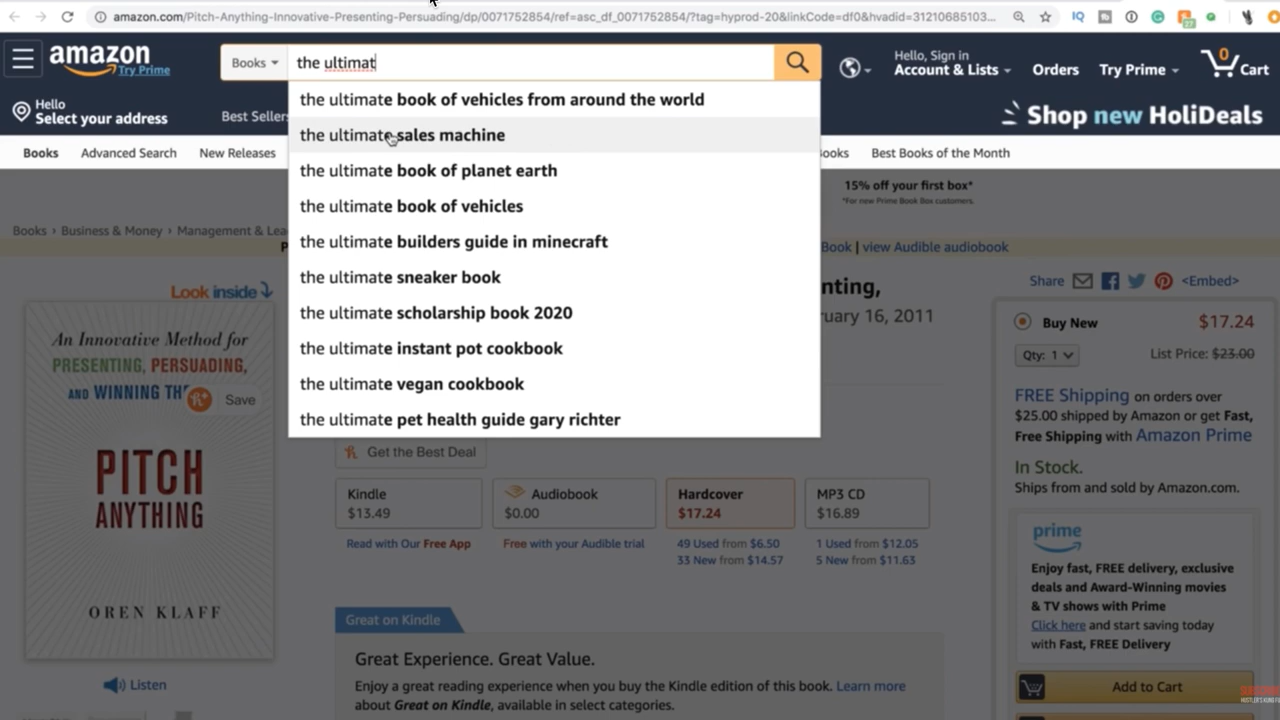 amazon.com/Pitch-Anything-Innovative-Presenting-Persuading/dp/0071752854/ref=asc_df_0071752854/?tag=hyprod-20&linkCode=df0&hvadid=31210685103...
IQ
27
amazon
Try Prime
Books
the ultimat
Hello, Sign in
Account & Lists
Orders
Try Prime
0
Cart
Hello
Select your address
Best Sellers
Shop new HoliDeals
the ultimate book of vehicles from around the world
the ultimate sales machine
the ultimate book of planet earth
the ultimate book of vehicles
the ultimate builders guide in minecraft
the ultimate sneaker book
the ultimate scholarship book 2020
the ultimate instant pot cookbook
the ultimate vegan cookbook
the ultimate pet health guide gary richter
Books
Advanced Search
New Releases
Best Books of the Month
15% off your first box*
*For new Prime Book Box customers.
Books › Business & Money › Management & Lea
Book | view Audible audiobook
Look inside
nting,
ruary 16, 2011
Share
<Embed>
An Innovative Method for
PRESENTING, PERSUADING,
AND WINNING TH
Save
PITCH
ANYTHING
OREN KLAFF
Listen
Get the Best Deal
Kindle
$13.49
Audiobook
$0.00
Hardcover
$17.24
MP3 CD
$16.89
Read with Our Free App
Free with your Audible trial
49 Used from $6.50
33 New from $14.57
1 Used from $12.05
5 New from $11.63
Great on Kindle
Great Experience. Great Value.
Enjoy a great reading experience when you buy the Kindle edition of this book. Learn more
about Great on Kindle, available in select categories.
Buy New
$17.24
Qty: 1
List Price: $23.00
FREE Shipping on orders over
$25.00 shipped by Amazon or get Fast,
Free Shipping with Amazon Prime
In Stock.
Ships from and sold by Amazon.com.
prime
Enjoy fast, FREE delivery, exclusive
deals and Award-Winning movies
& TV shows with Prime
Click here and start saving today
with Fast, FREE Delivery
Add to Cart